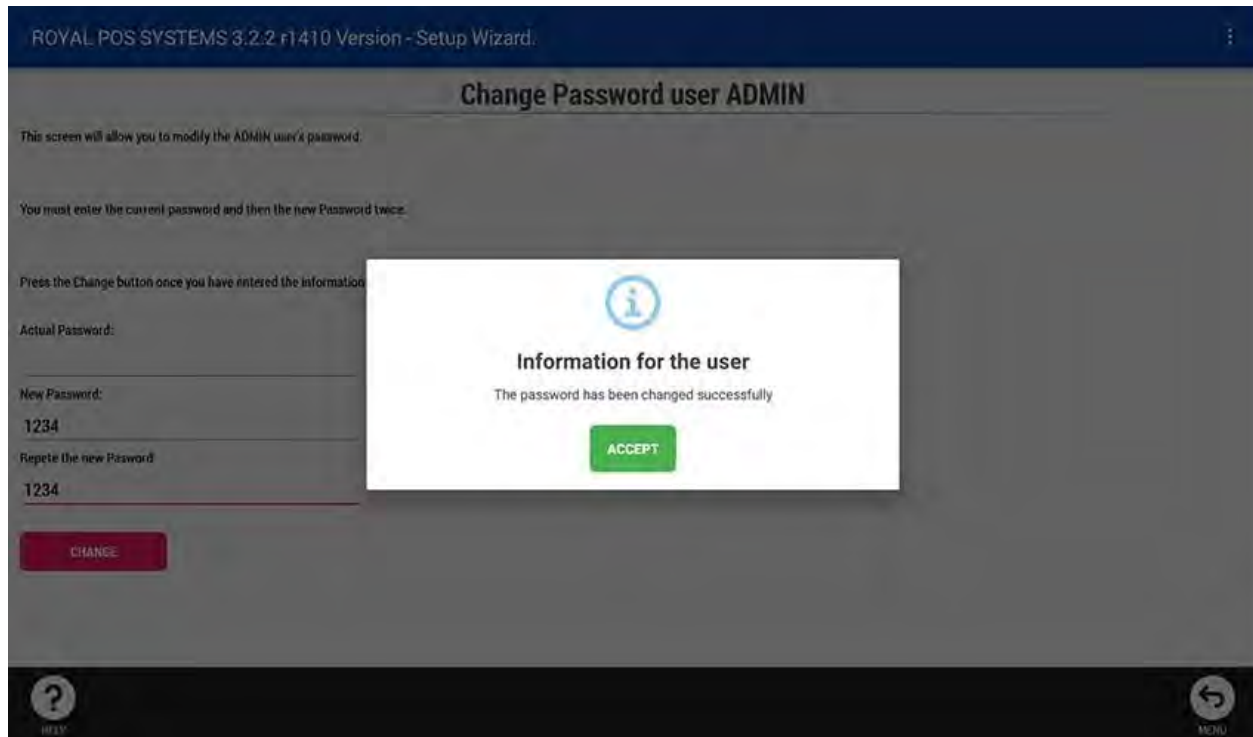 ROYAL POS SYSTEMS 3.2.2 r1410 Version - Setup Wizard.
Change Password user ADMIN
This screen will allow you to modify the ADMIN user's password.
You must enter the current password and then the new Password twice.
Press the Change button once you have entered the information
Actual Password:
New Password:
1234
Repete the new Pasword
1234
CHANGE
Information for the user
The password has been changed successfully
ACCEPT
HELP
MENU